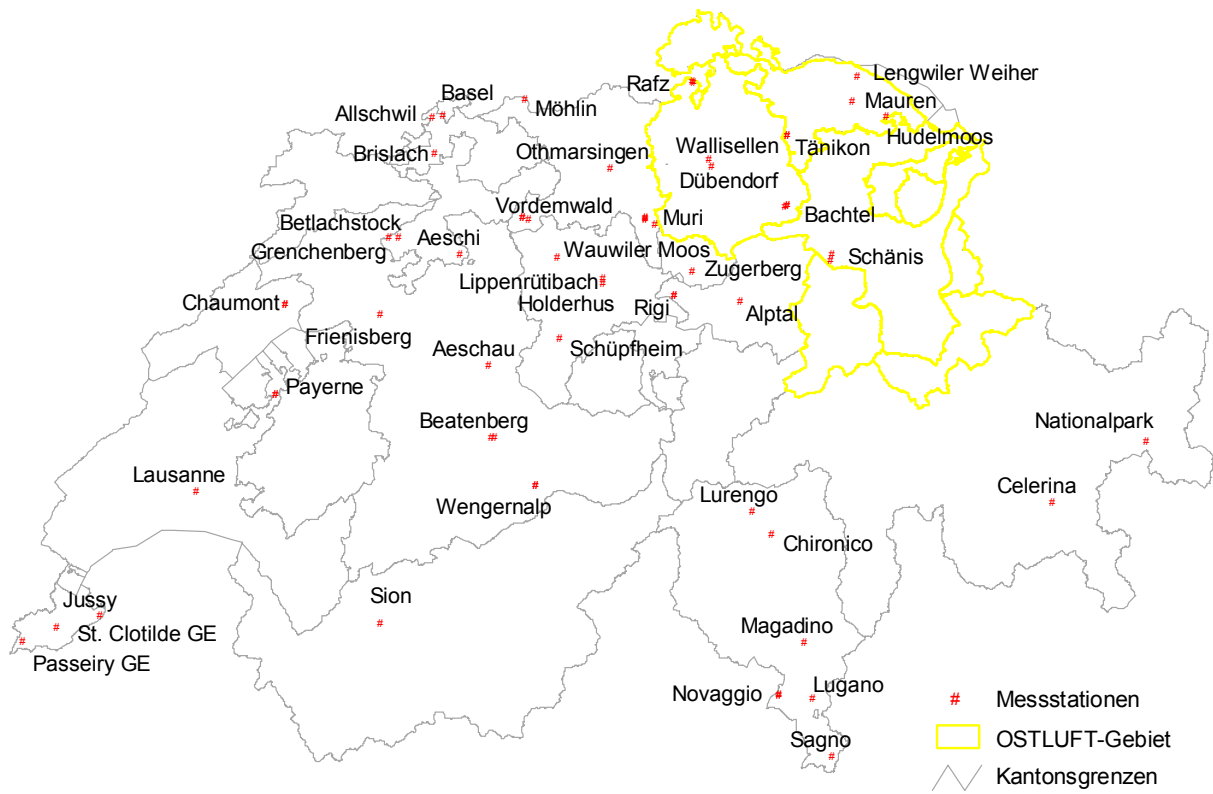 Lengwiler Weiher
Rafz
Basel
Möhlin
Mauren
Allschwil
Hudelmoos
Walisellen
Tänikon
Brislach
Othmarsingen
Dübendorf
Vordemwald
Muri
Bachtel
Betlachstock
Aeschi
Grenchenberg
Wauwiler Moos
Schänis
Zugerberg
Lippenrütibach
Chaumont
Holderhus
Rigi
Alptal
Frienisberg
Aeschau
Schüpfheim
Payerne
Beatenberg
Nationalpark
Lausanne
Celerina
Lurengo
Wengernalp
Chironico
Sion
Jussy
St. Clotilde GE
Magadino
Passeiry GE
Novaggio
Lugano
# Messstationen
Sagno
OSTLUFT-Gebiet
Kantonsgrenzen